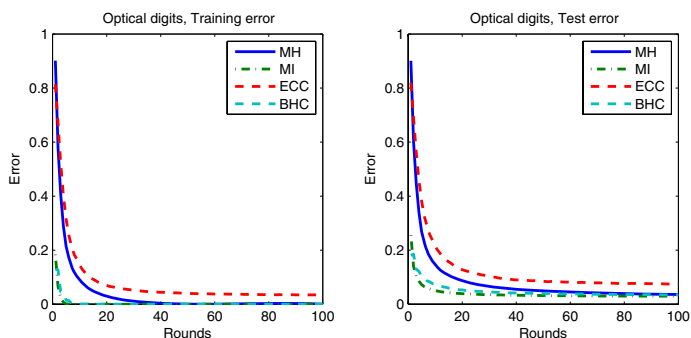 Optical digits, Training error
1
0.8
0.6
0.4
0.2
0
Error
0 20 40 60 80 100
Rounds
MH
MI
ECC
BHC
Optical digits, Test error
1
0.8
0.6
0.4
0.2
0
Error
0 20 40 60 80 100
Rounds
MH
MI
ECC
BHC